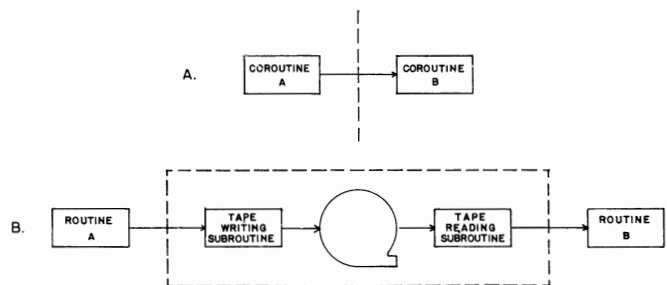 A.
COROUTINE
A
COROUTINE
B
B.
ROUTINE
A
TAPE
WRITING
SUBROUTINE
TAPE
READING
SUBROUTINE
ROUTINE
B